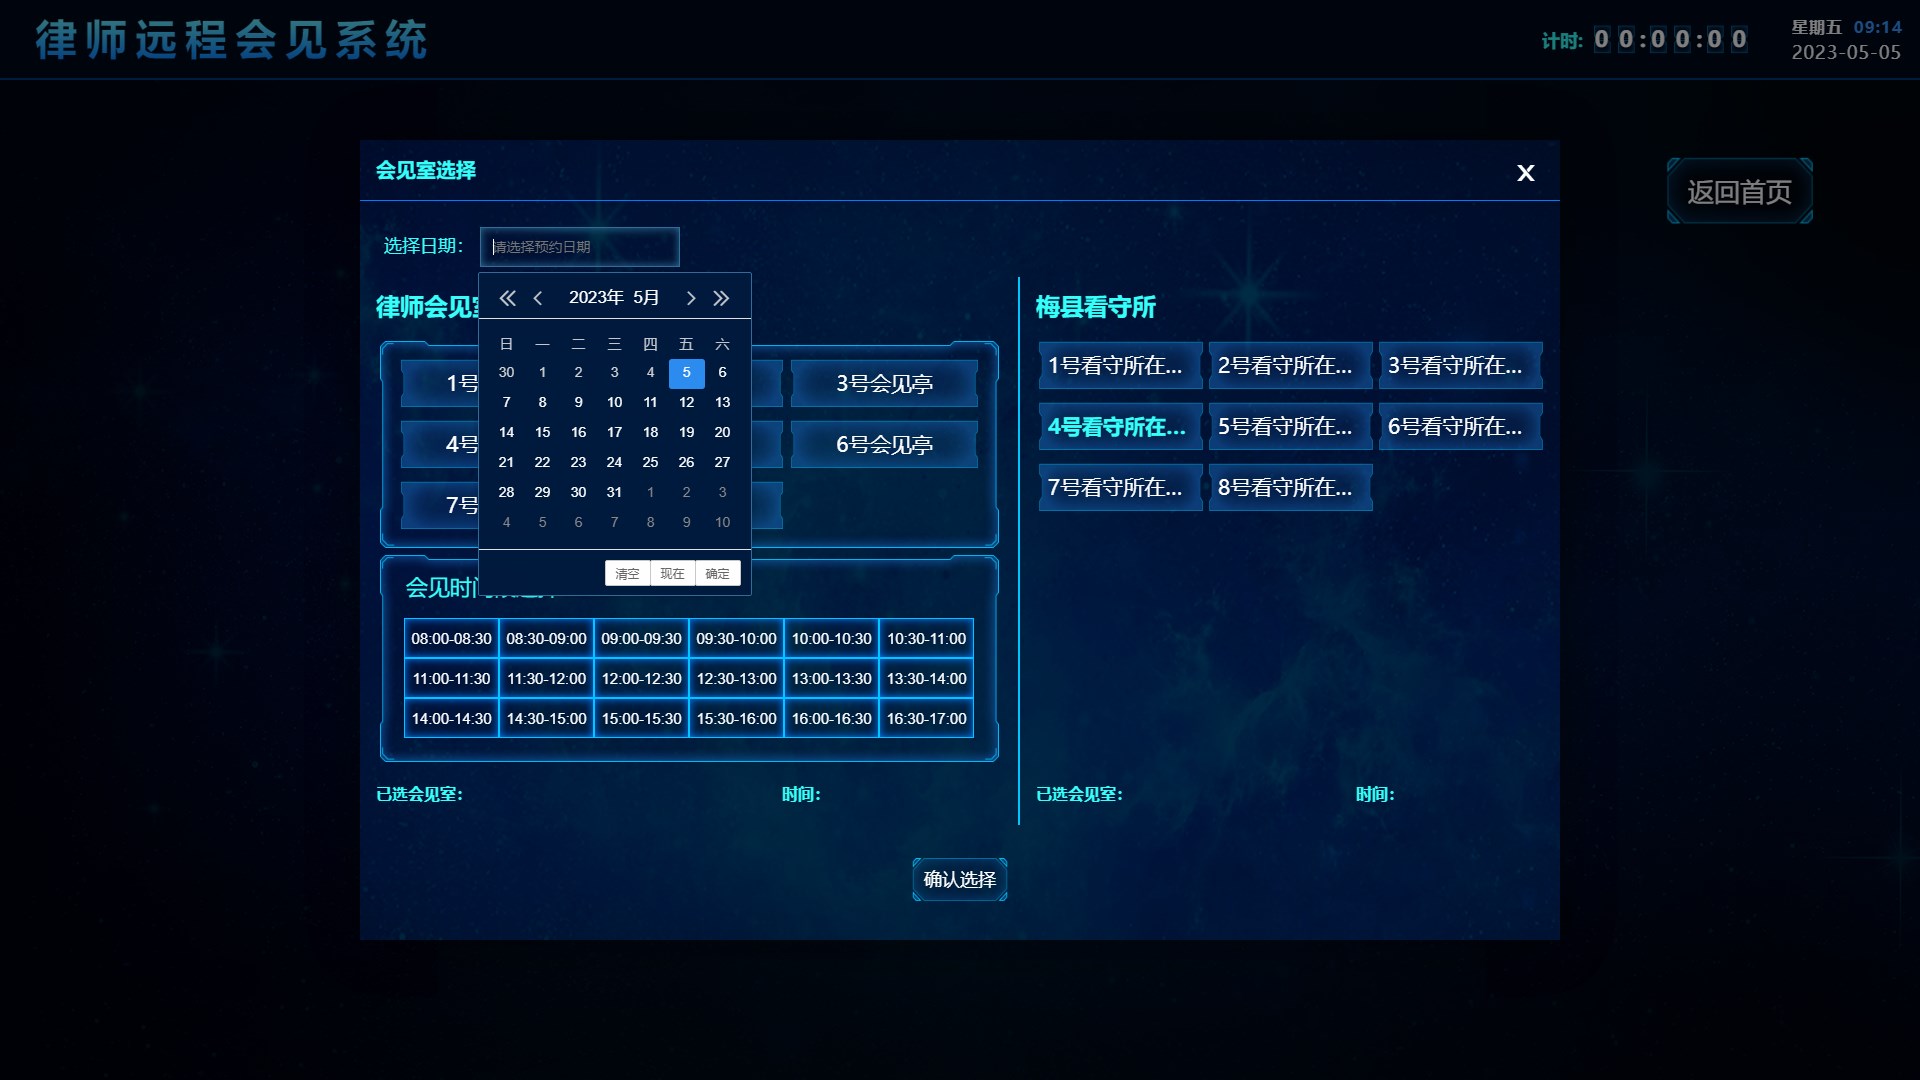 律师远程会见系统
计时: 00:00:00
星期五 09:14
2023-05-05
返回首页
会见室选择
X
选择日期:
请选择预约日期
2023年 5月
日 一 二 三 四 五 六
30 1 2 3 4 5 6
7 8 9 10 11 12 13
14 15 16 17 18 19 20
21 22 23 24 25 26 27
28 29 30 31 1 2 3
4 5 6 7 8 9 10
清空 现在 确定
律师会见室
1号
3号会见亭
4号
6号会见亭
7号
会见时间
08:00-08:30 08:30-09:00 09:00-09:30 09:30-10:00 10:00-10:30 10:30-11:00
11:00-11:30 11:30-12:00 12:00-12:30 12:30-13:00 13:00-13:30 13:30-14:00
14:00-14:30 14:30-15:00 15:00-15:30 15:30-16:00 16:00-16:30 16:30-17:00
已选会见室: 时间:
梅县看守所
1号看守所在... 2号看守所在... 3号看守所在...
4号看守所在... 5号看守所在... 6号看守所在...
7号看守所在... 8号看守所在...
已选会见室: 时间:
确认选择